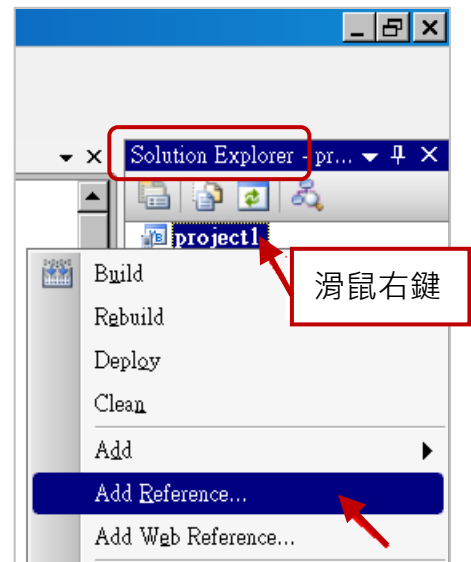 Solution Explorer - pr...
project1
滑鼠右鍵
Build
Rebuild
Deploy
Clean
Add
Add Reference...
Add Web Reference...